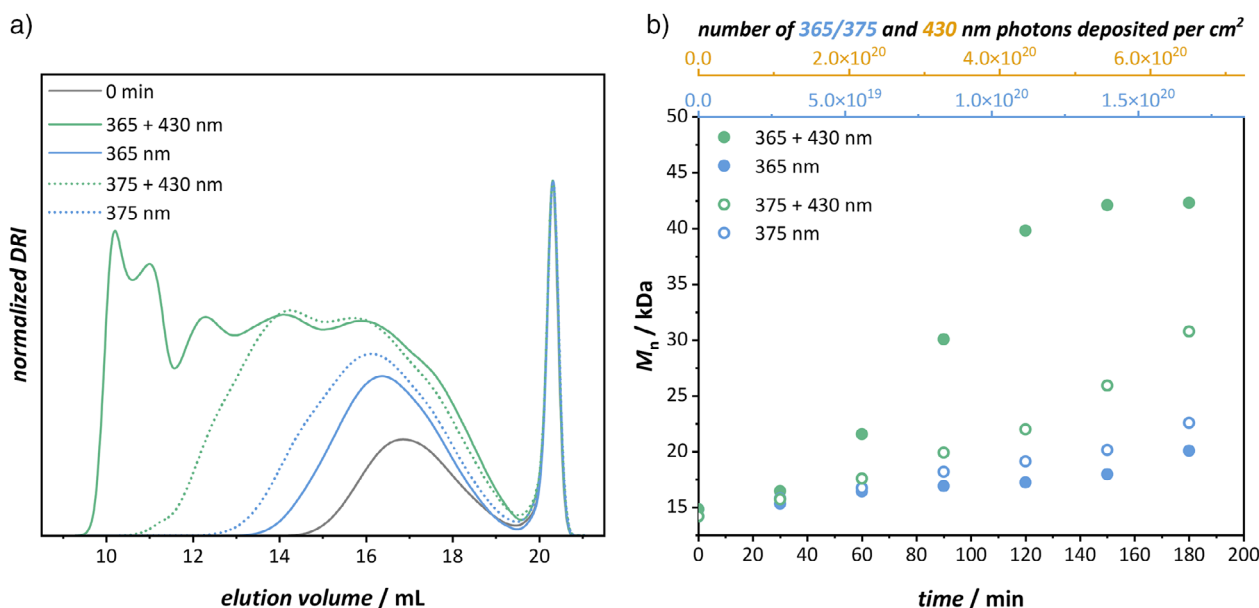 a)
0 min
365 + 430 nm
365 nm
375 + 430 nm
375 nm
normalized DRI
10 12 14 16 18 20
elution volume / mL
b)
number of 365/375 and 430 nm photons deposited per cm²
0.0 2.0×10²⁰ 4.0×10²⁰ 6.0×10²⁰
0.0 5.0×10¹⁹ 1.0×10²⁰ 1.5×10²⁰
50
45
40
35
30
25
20
15
365 + 430 nm
365 nm
375 + 430 nm
375 nm
Mₙ / kDa
0 20 40 60 80 100 120 140 160 180 200
time / min